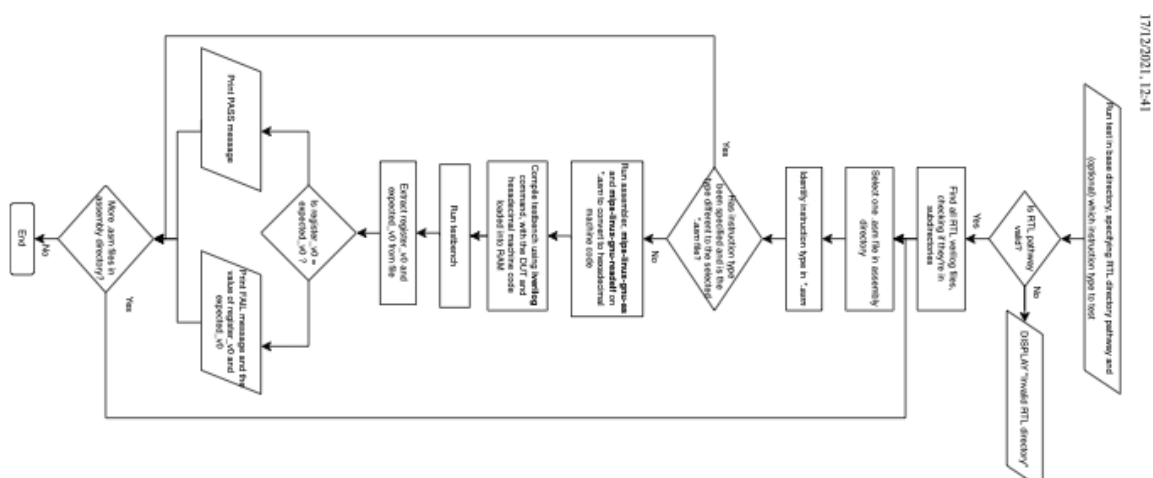 17/12/2021, 12:41
Run test in base directory, specifying RTL directory pathway and
(optional) which instruction type to test
Is RTL pathway
valid?
No
DISPLAY "Invalid RTL directory"
Yes
Find all RTL verilog files,
checking if they're in
subdirectories
Select one .asm file in assembly
directory
Identify instruction type in *.asm
Has instruction type
been specified and is the
type different to the selected
*.asm file?
Yes
No
Run assembler, mips-linux-gnu-as
and mips-linux-gnu-readelf on
*.asm to convert to hexadecimal
machine code
Compile testbench using iverilog
command, with the DUT and
hexadecimal machine code
loaded into RAM
Run testbench
Extract register_v0 and
expected_v0 from file
Is register_v0 =
expected_v0 ?
Print PASS message
Print FAIL message and the
value of register_v0 and
expected_v0
More .asm files in
assembly directory?
Yes
No
End